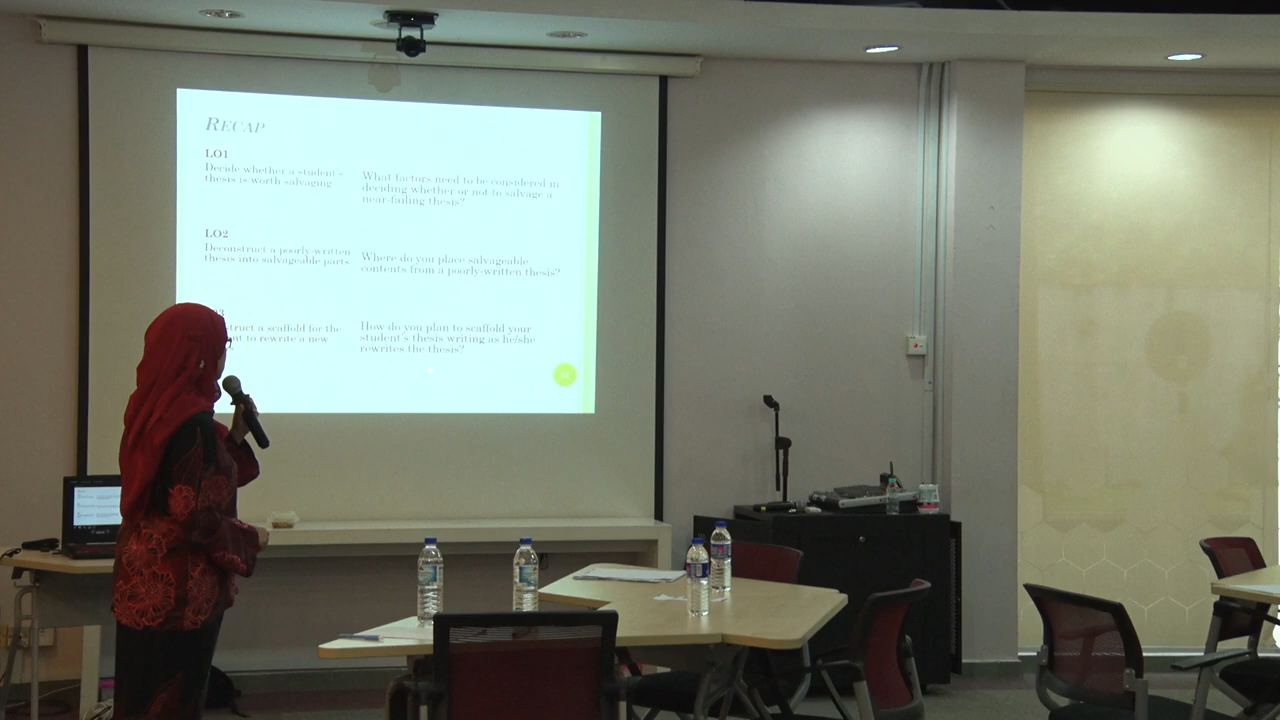 RECAP
LO1
Decide whether a student's
thesis is worth salvaging
What factors need to be considered in
deciding whether or not to salvage a
near-failing thesis?
LO2
Deconstruct a poorly-written
thesis into salvageable parts
Where do you place salvageable
contents from a poorly-written thesis?
3
struct a scaffold for the
nt to rewrite a new
How do you plan to scaffold your
student's thesis writing as he/she
rewrites the thesis?